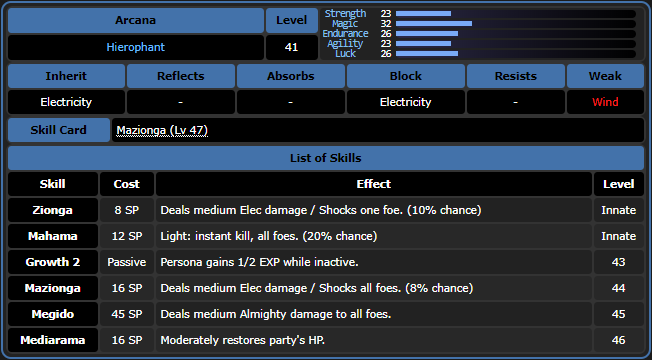 Arcana Level
Hierophant 41
Strength 23
Magic 32
Endurance 26
Agility 23
Luck 26
Inherit Reflects Absorbs Block Resists Weak
Electricity - - Electricity - Wind
Skill Card Mazionga (Lv 47)
List of Skills
Skill Cost Effect Level
Zionga 8 SP Deals medium Elec damage / Shocks one foe. (10% chance) Innate
Mahama 12 SP Light: instant kill, all foes. (20% chance) Innate
Growth 2 Passive Persona gains 1/2 EXP while inactive. 43
Mazionga 16 SP Deals medium Elec damage / Shocks all foes. (8% chance) 44
Megido 45 SP Deals medium Almighty damage to all foes. 45
Mediarama 16 SP Moderately restores party's HP. 46